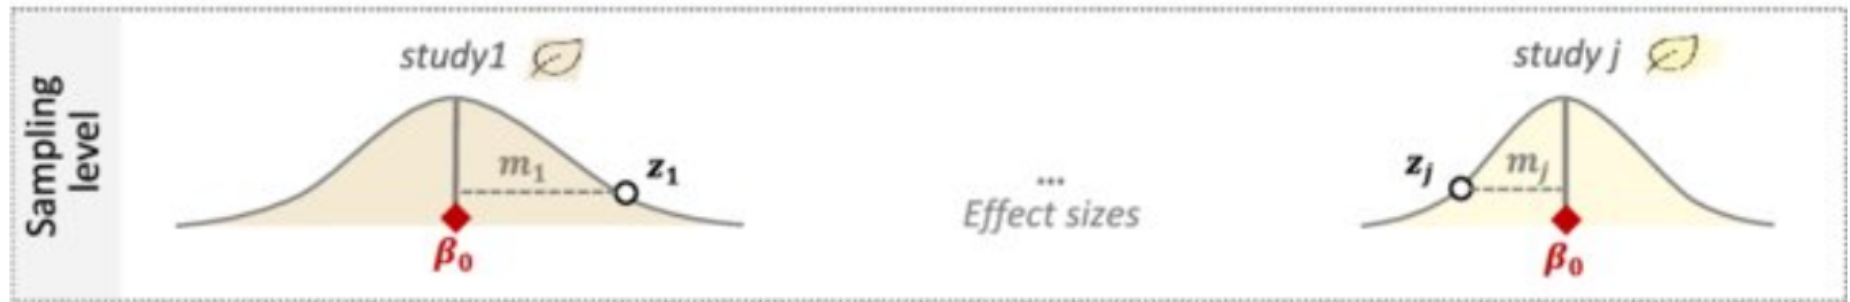 Sampling
level
study1
m₁
z₁
β₀
...
Effect sizes
study j
zⱼ
mⱼ
β₀